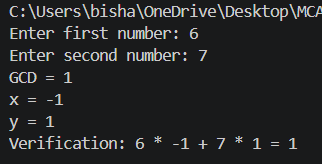 C:\Users\bisha\OneDrive\Desktop\MCA
Enter first number: 6
Enter second number: 7
GCD = 1
x = -1
y = 1
Verification: 6 * -1 + 7 * 1 = 1